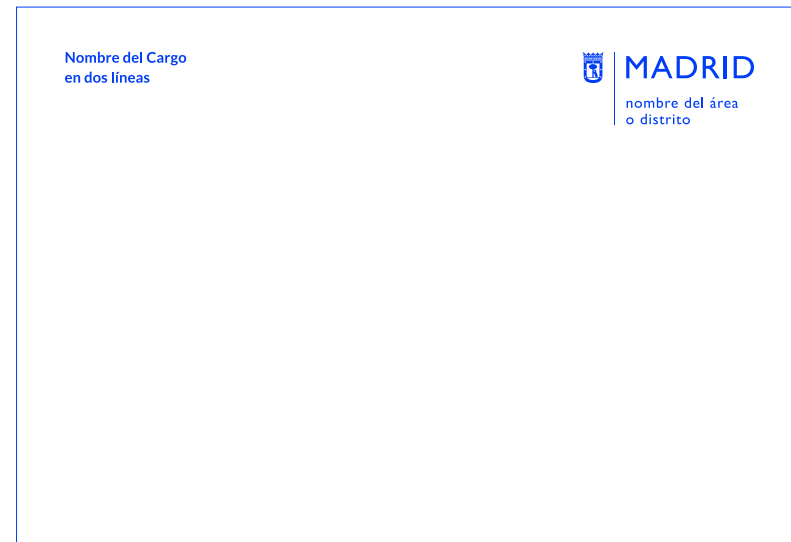 Nombre del Cargo
en dos líneas
MADRID
nombre del área
o distrito